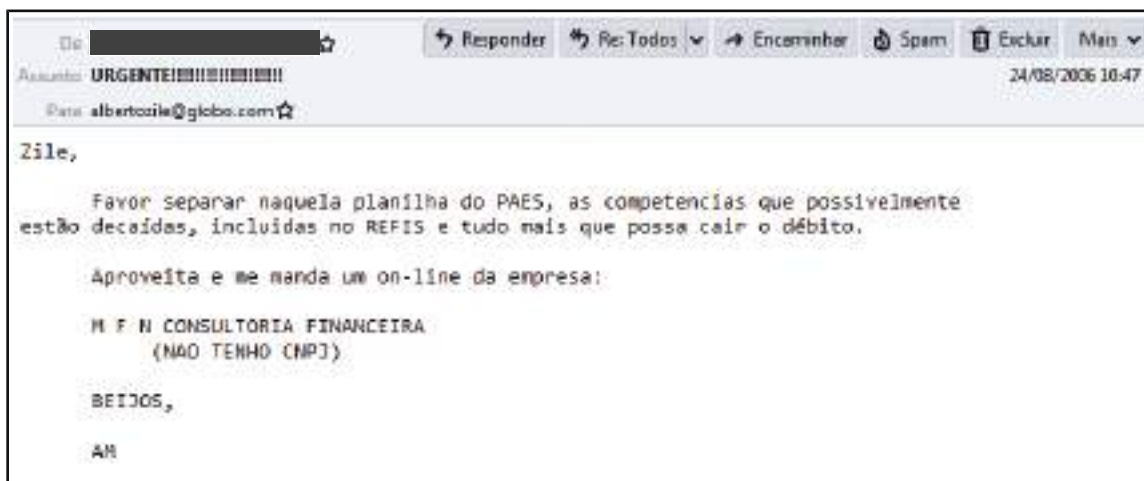 De Responder Re: Todos Encaminhar Spam Excluir Mais
Assunto URGENTE!!!!!!!!!!!!!!!!!! 24/08/2006 10:47
Para albertozile@globo.com
Zile,
Favor separar naquela planilha do PAES, as competencias que possivelmente
estão decaídas, incluidas no REFIS e tudo mais que possa cair o débito.
Aproveita e me manda um on-line da empresa:
M F N CONSULTORIA FINANCEIRA
(NAO TENHO CNPJ)
BEIJOS,
AM